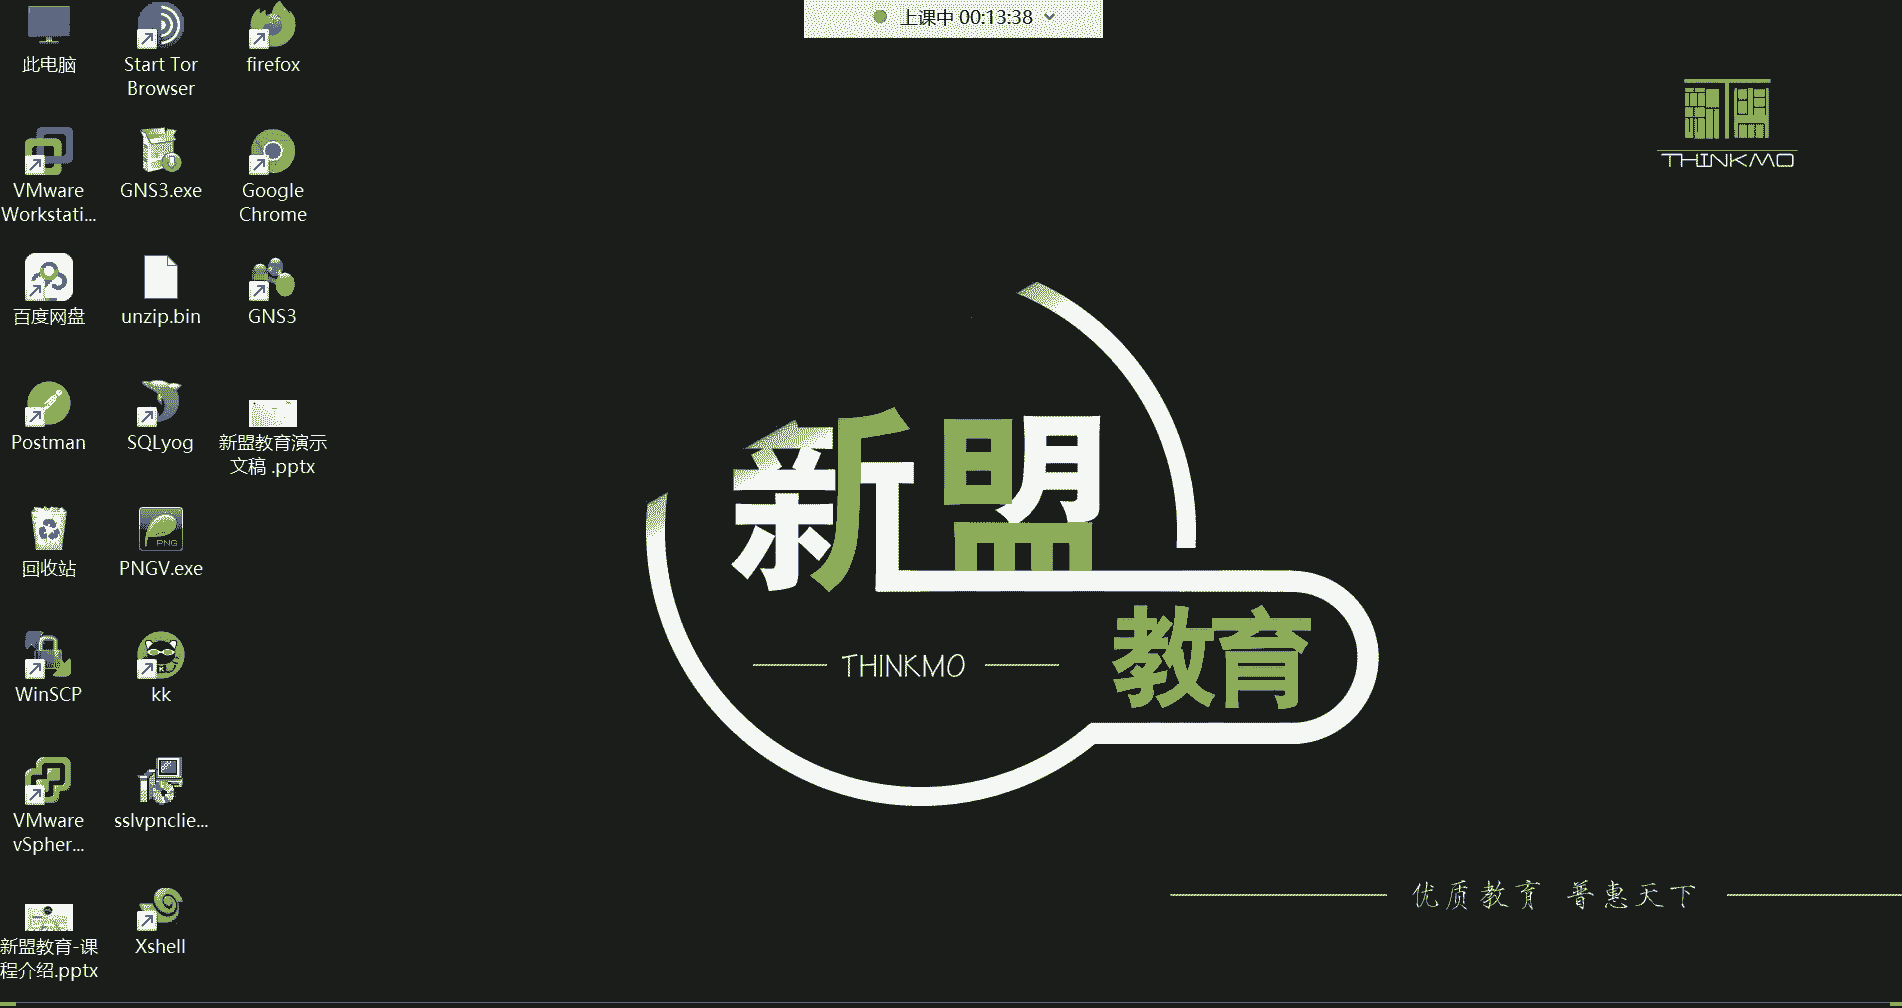 上课中 00:13:38
此电脑
Start Tor
Browser
firefox
THINKMO
VMware
Workstati...
GNS3.exe
Google
Chrome
百度网盘
unzip.bin
GNS3
Postman
SQLyog
新盟教育演示
文稿 .pptx
新盟
回收站
PNG
PNGV.exe
教育
THINKMO
WinSCP
kk
VMware
vSpher...
sslvpnclie...
优质教育 普惠天下
新盟教育-课
程介绍.pptx
Xshell